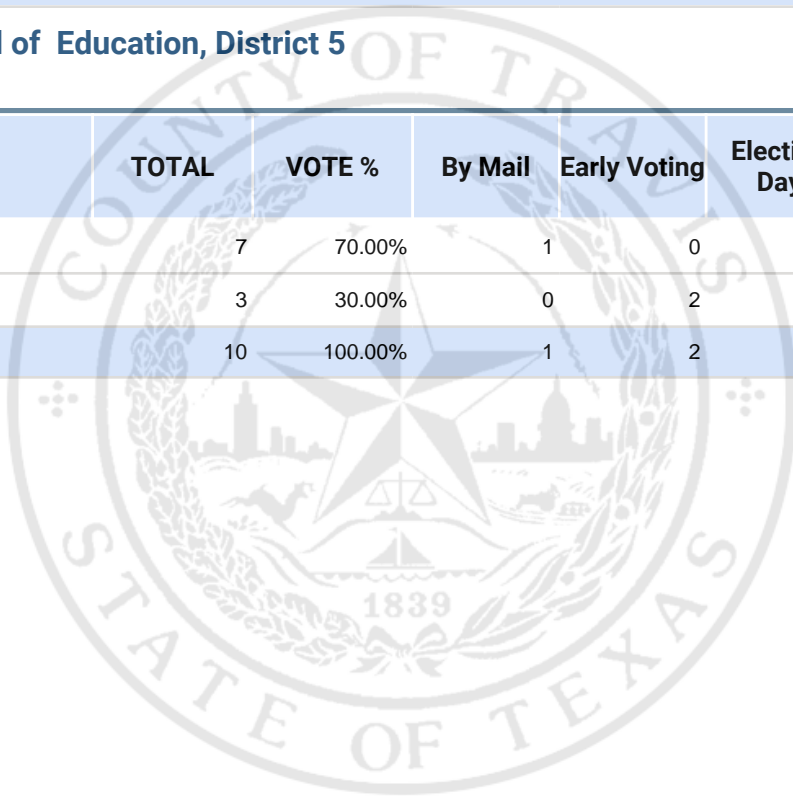 of Education, District 5
TOTAL VOTE % By Mail Early Voting
7 70.00% 1 0
3 30.00% 0 2
10 100.00% 1 2
COUNTY OF TRAVIS
1839
STATE OF TEXAS